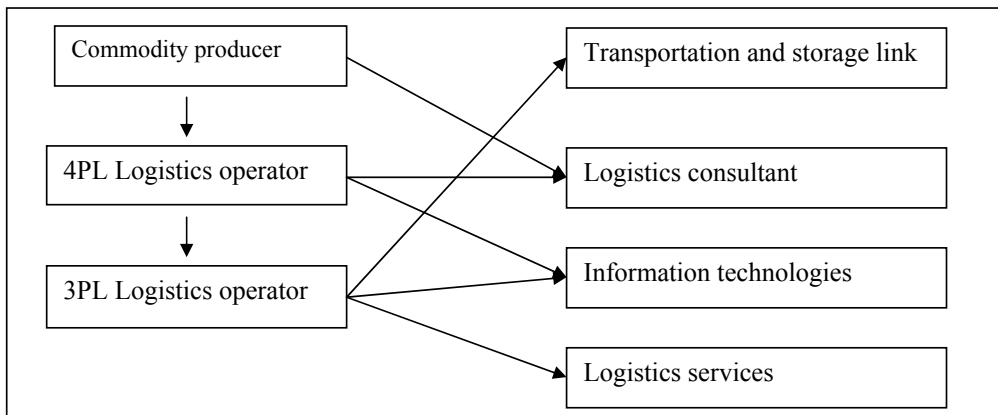 Commodity producer
4PL Logistics operator
3PL Logistics operator
Transportation and storage link
Logistics consultant
Information technologies
Logistics services